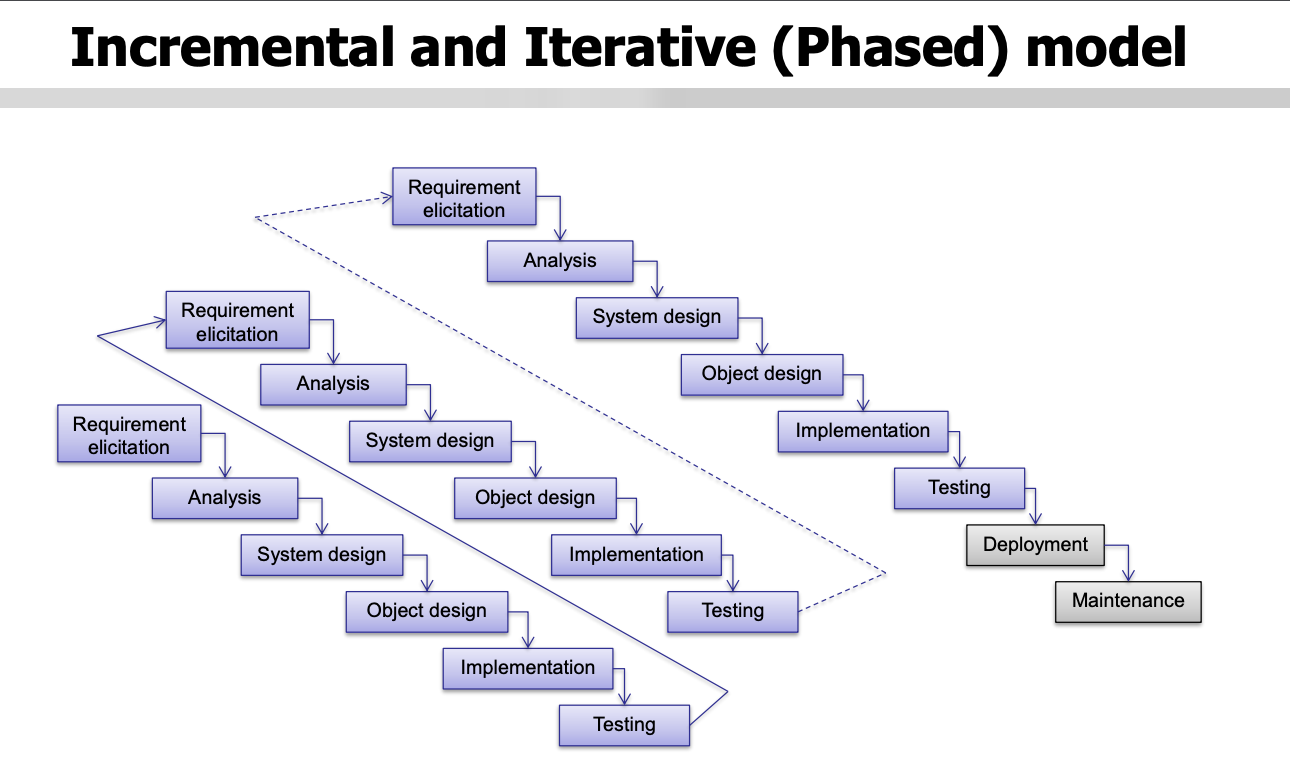 Incremental and Iterative (Phased) model
Requirement
elicitation
Analysis
System design
Object design
Implementation
Testing
Deployment
Maintenance
Requirement
elicitation
Analysis
System design
Object design
Implementation
Testing
Requirement
elicitation
Analysis
System design
Object design
Implementation
Testing